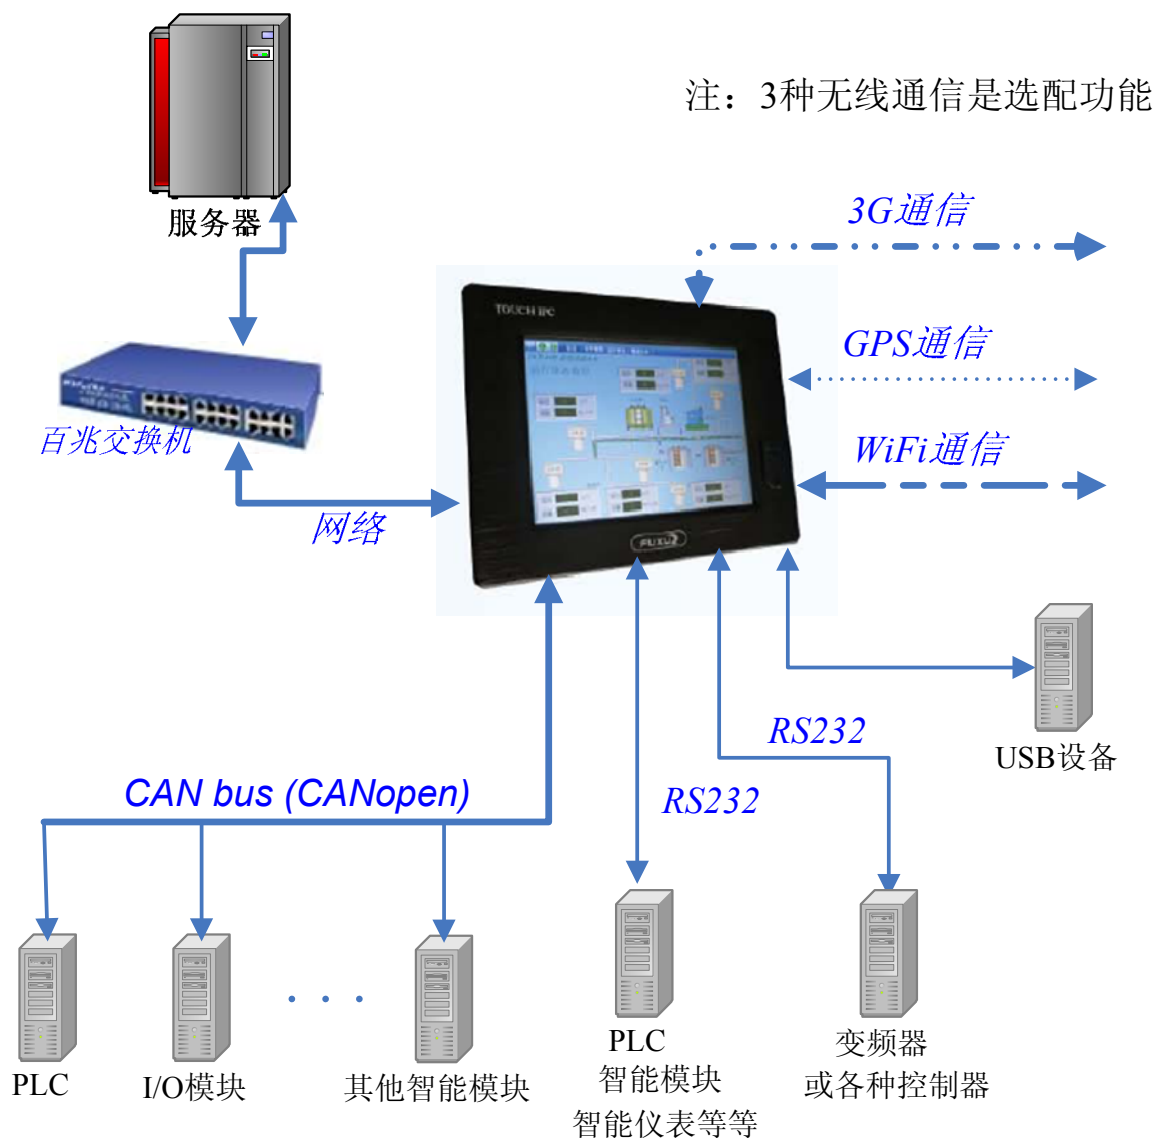 注：3种无线通信是选配功能
服务器
3G通信
TOUCH IPC
GPS通信
百兆交换机
WiFi通信
网络
RS232
USB设备
CAN bus (CANopen)
RS232
PLC
I/O模块
其他智能模块
PLC
智能模块
智能仪表等等
变频器
或各种控制器